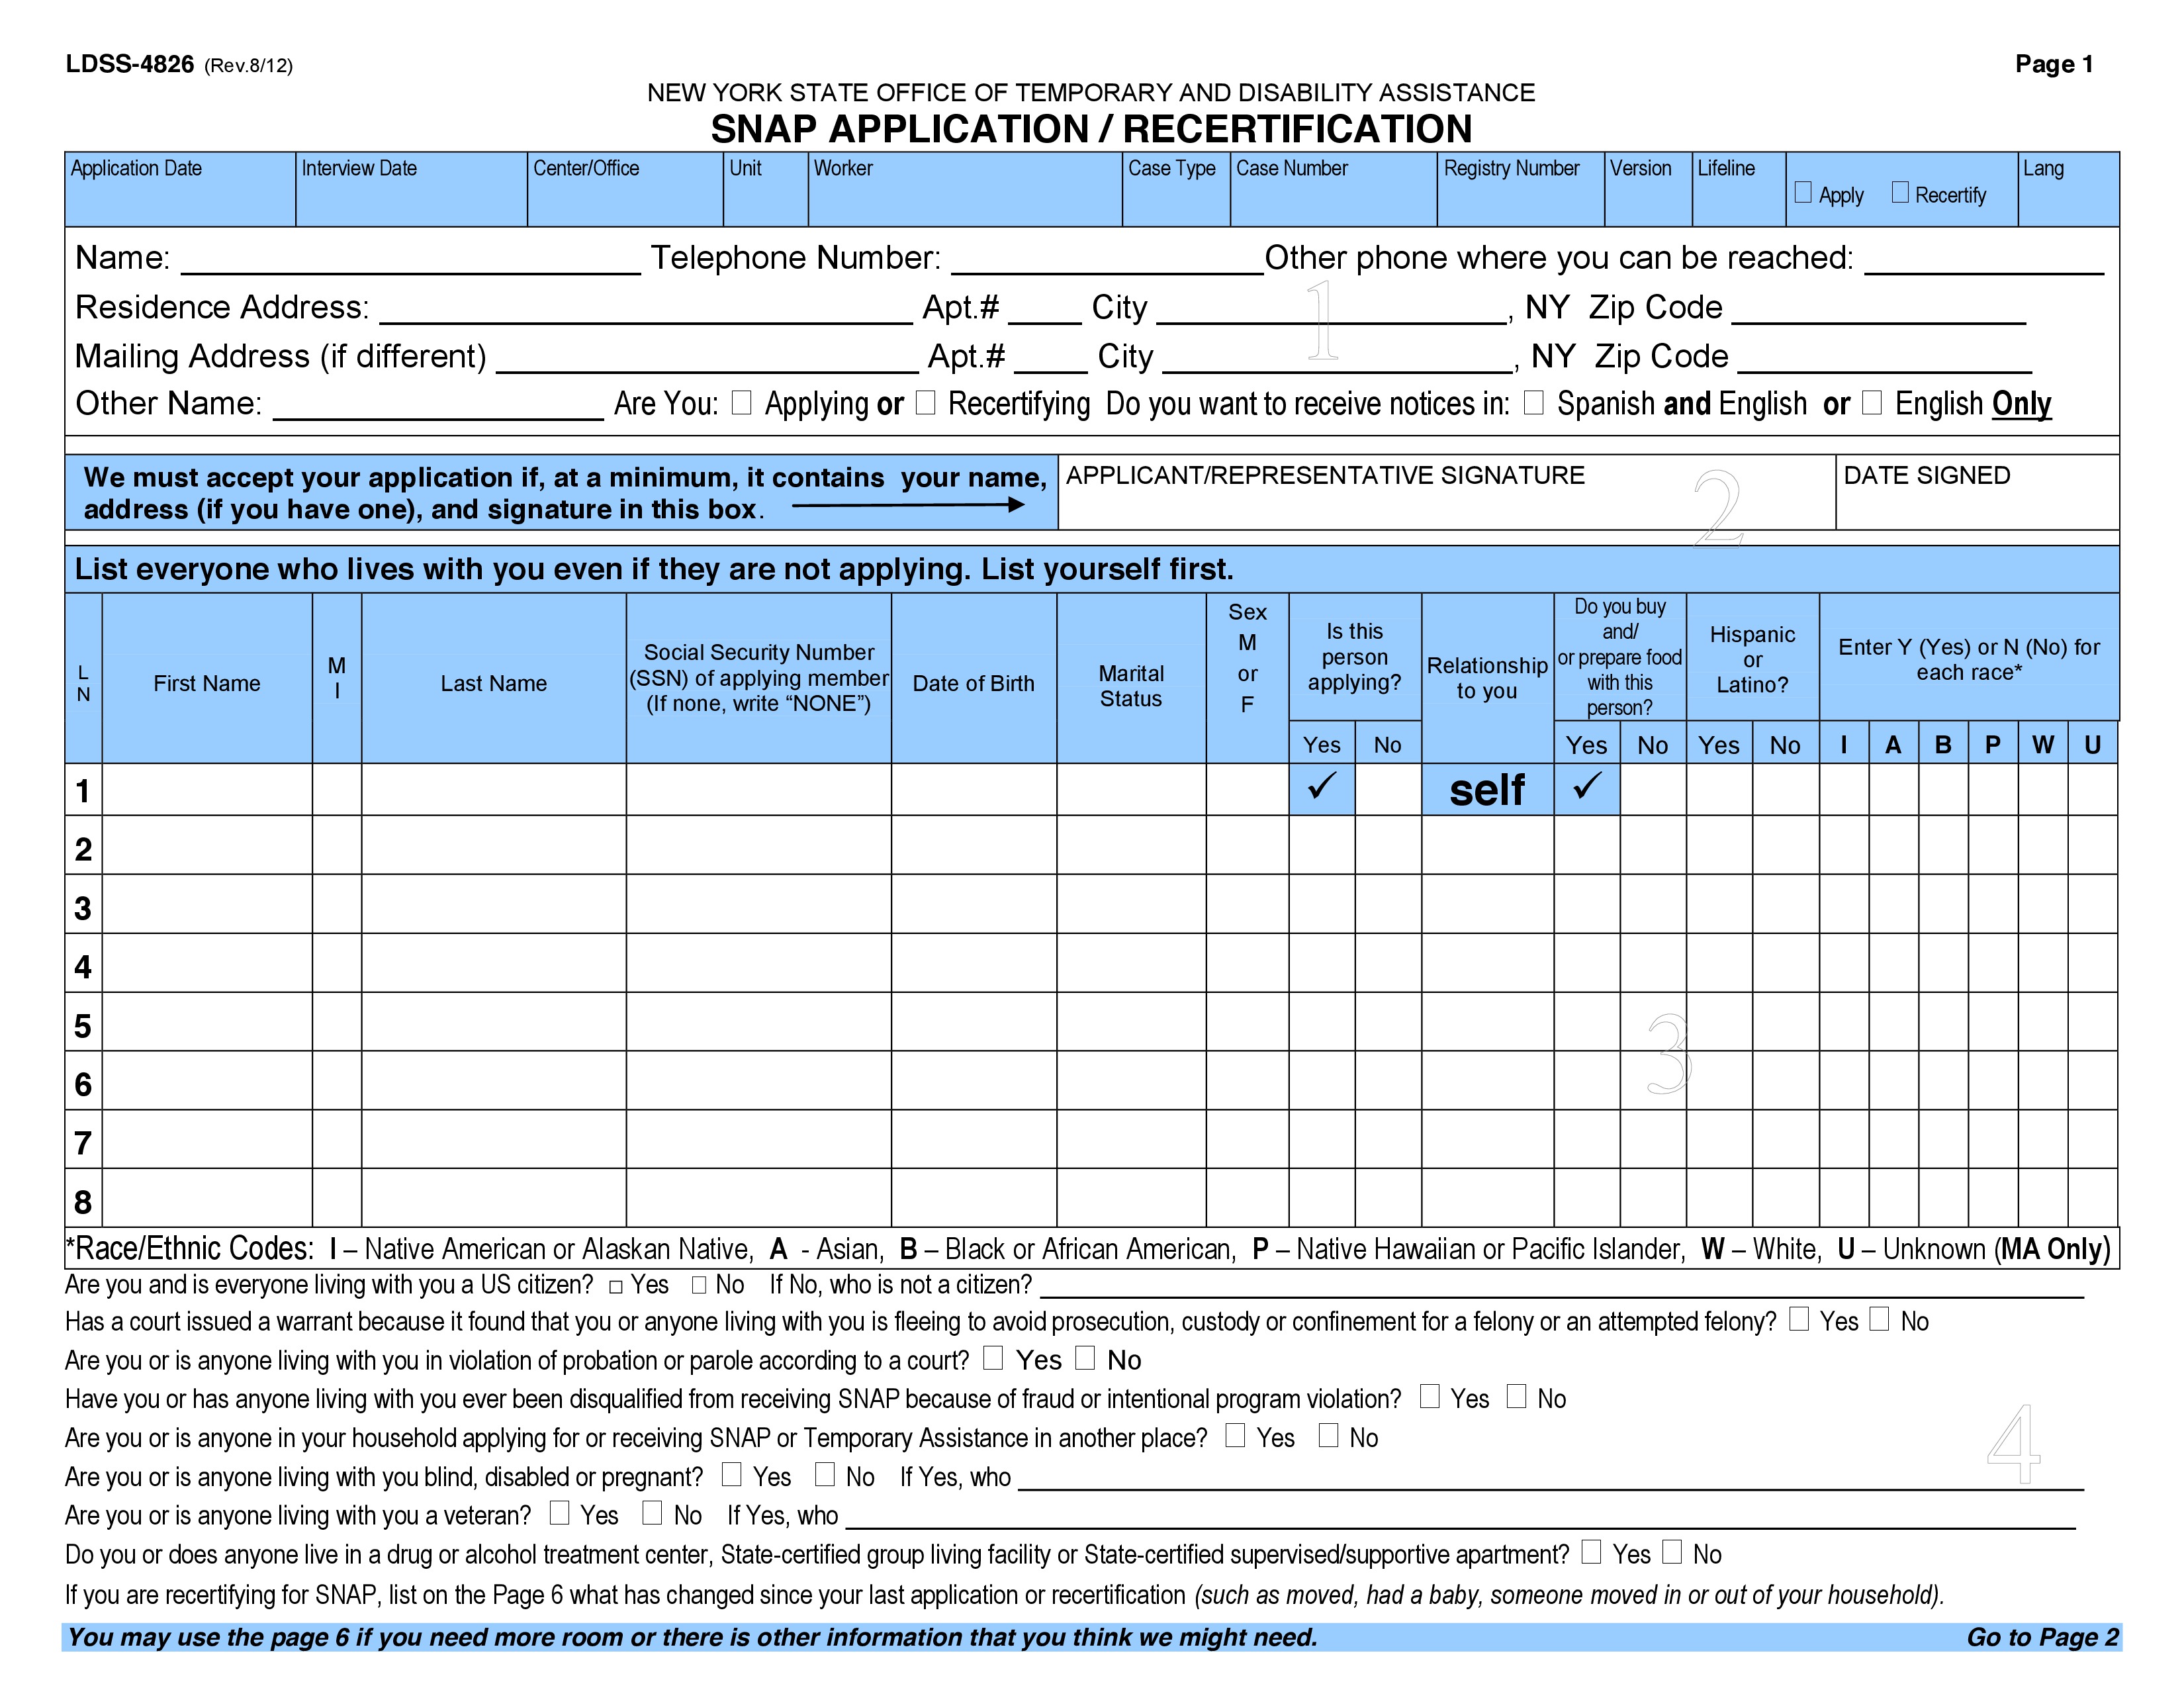 LDSS-4826 (Rev.8/12) Page 1
NEW YORK STATE OFFICE OF TEMPORARY AND DISABILITY ASSISTANCE
SNAP APPLICATION / RECERTIFICATION
Application Date Interview Date Center/Office Unit Worker Case Type Case Number Registry Number Version Lifeline Lang
☐ Apply ☐ Recertify
Name: Telephone Number: Other phone where you can be reached:
Residence Address: Apt.# City , NY Zip Code
Mailing Address (if different) Apt.# City , NY Zip Code
1
Other Name: Are You: ☐ Applying or ☐ Recertifying Do you want to receive notices in: ☐ Spanish and English or ☐ English Only
We must accept your application if, at a minimum, it contains your name,
address (if you have one), and signature in this box.
APPLICANT/REPRESENTATIVE SIGNATURE
2
DATE SIGNED
List everyone who lives with you even if they are not applying. List yourself first.
L
N
First Name
M
I
Last Name
Social Security Number
(SSN) of applying member
(If none, write “NONE”)
Date of Birth
Marital
Status
Sex
M
or
F
Is this
person
applying?
Yes No
Relationship
to you
Do you buy
and/
or prepare food
with this
person?
Yes No
Hispanic
or
Latino?
Yes No
Enter Y (Yes) or N (No) for
each race*
I A B P W U
1 ✓ self ✓
2
3
4
5
3
6
7
8
*Race/Ethnic Codes: I – Native American or Alaskan Native, A - Asian, B – Black or African American, P – Native Hawaiian or Pacific Islander, W – White, U – Unknown (MA Only)
Are you and is everyone living with you a US citizen? ☐ Yes ☐ No If No, who is not a citizen?
Has a court issued a warrant because it found that you or anyone living with you is fleeing to avoid prosecution, custody or confinement for a felony or an attempted felony? ☐ Yes ☐ No
Are you or is anyone living with you in violation of probation or parole according to a court? ☐ Yes ☐ No
Have you or has anyone living with you ever been disqualified from receiving SNAP because of fraud or intentional program violation? ☐ Yes ☐ No
Are you or is anyone in your household applying for or receiving SNAP or Temporary Assistance in another place? ☐ Yes ☐ No
4
Are you or is anyone living with you blind, disabled or pregnant? ☐ Yes ☐ No If Yes, who
Are you or is anyone living with you a veteran? ☐ Yes ☐ No If Yes, who
Do you or does anyone live in a drug or alcohol treatment center, State-certified group living facility or State-certified supervised/supportive apartment? ☐ Yes ☐ No
If you are recertifying for SNAP, list on the Page 6 what has changed since your last application or recertification (such as moved, had a baby, someone moved in or out of your household).
You may use the page 6 if you need more room or there is other information that you think we might need. Go to Page 2